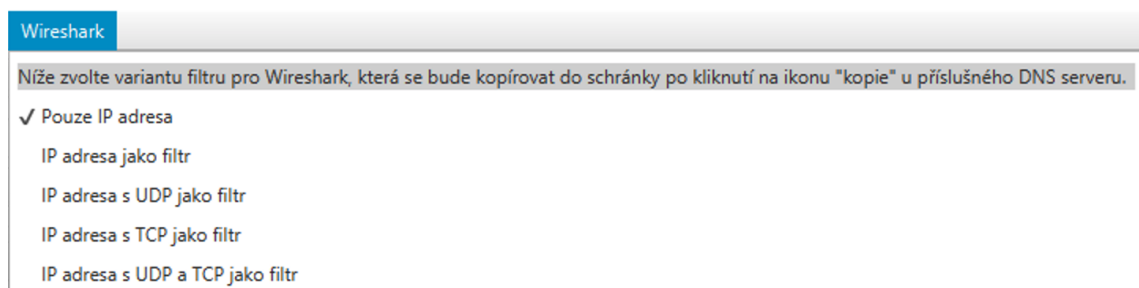 Wireshark
Níže zvolte variantu filtru pro Wireshark, která se bude kopírovat do schránky po kliknutí na ikonu "kopie" u příslušného DNS serveru.
✓ Pouze IP adresa
IP adresa jako filtr
IP adresa s UDP jako filtr
IP adresa s TCP jako filtr
IP adresa s UDP a TCP jako filtr